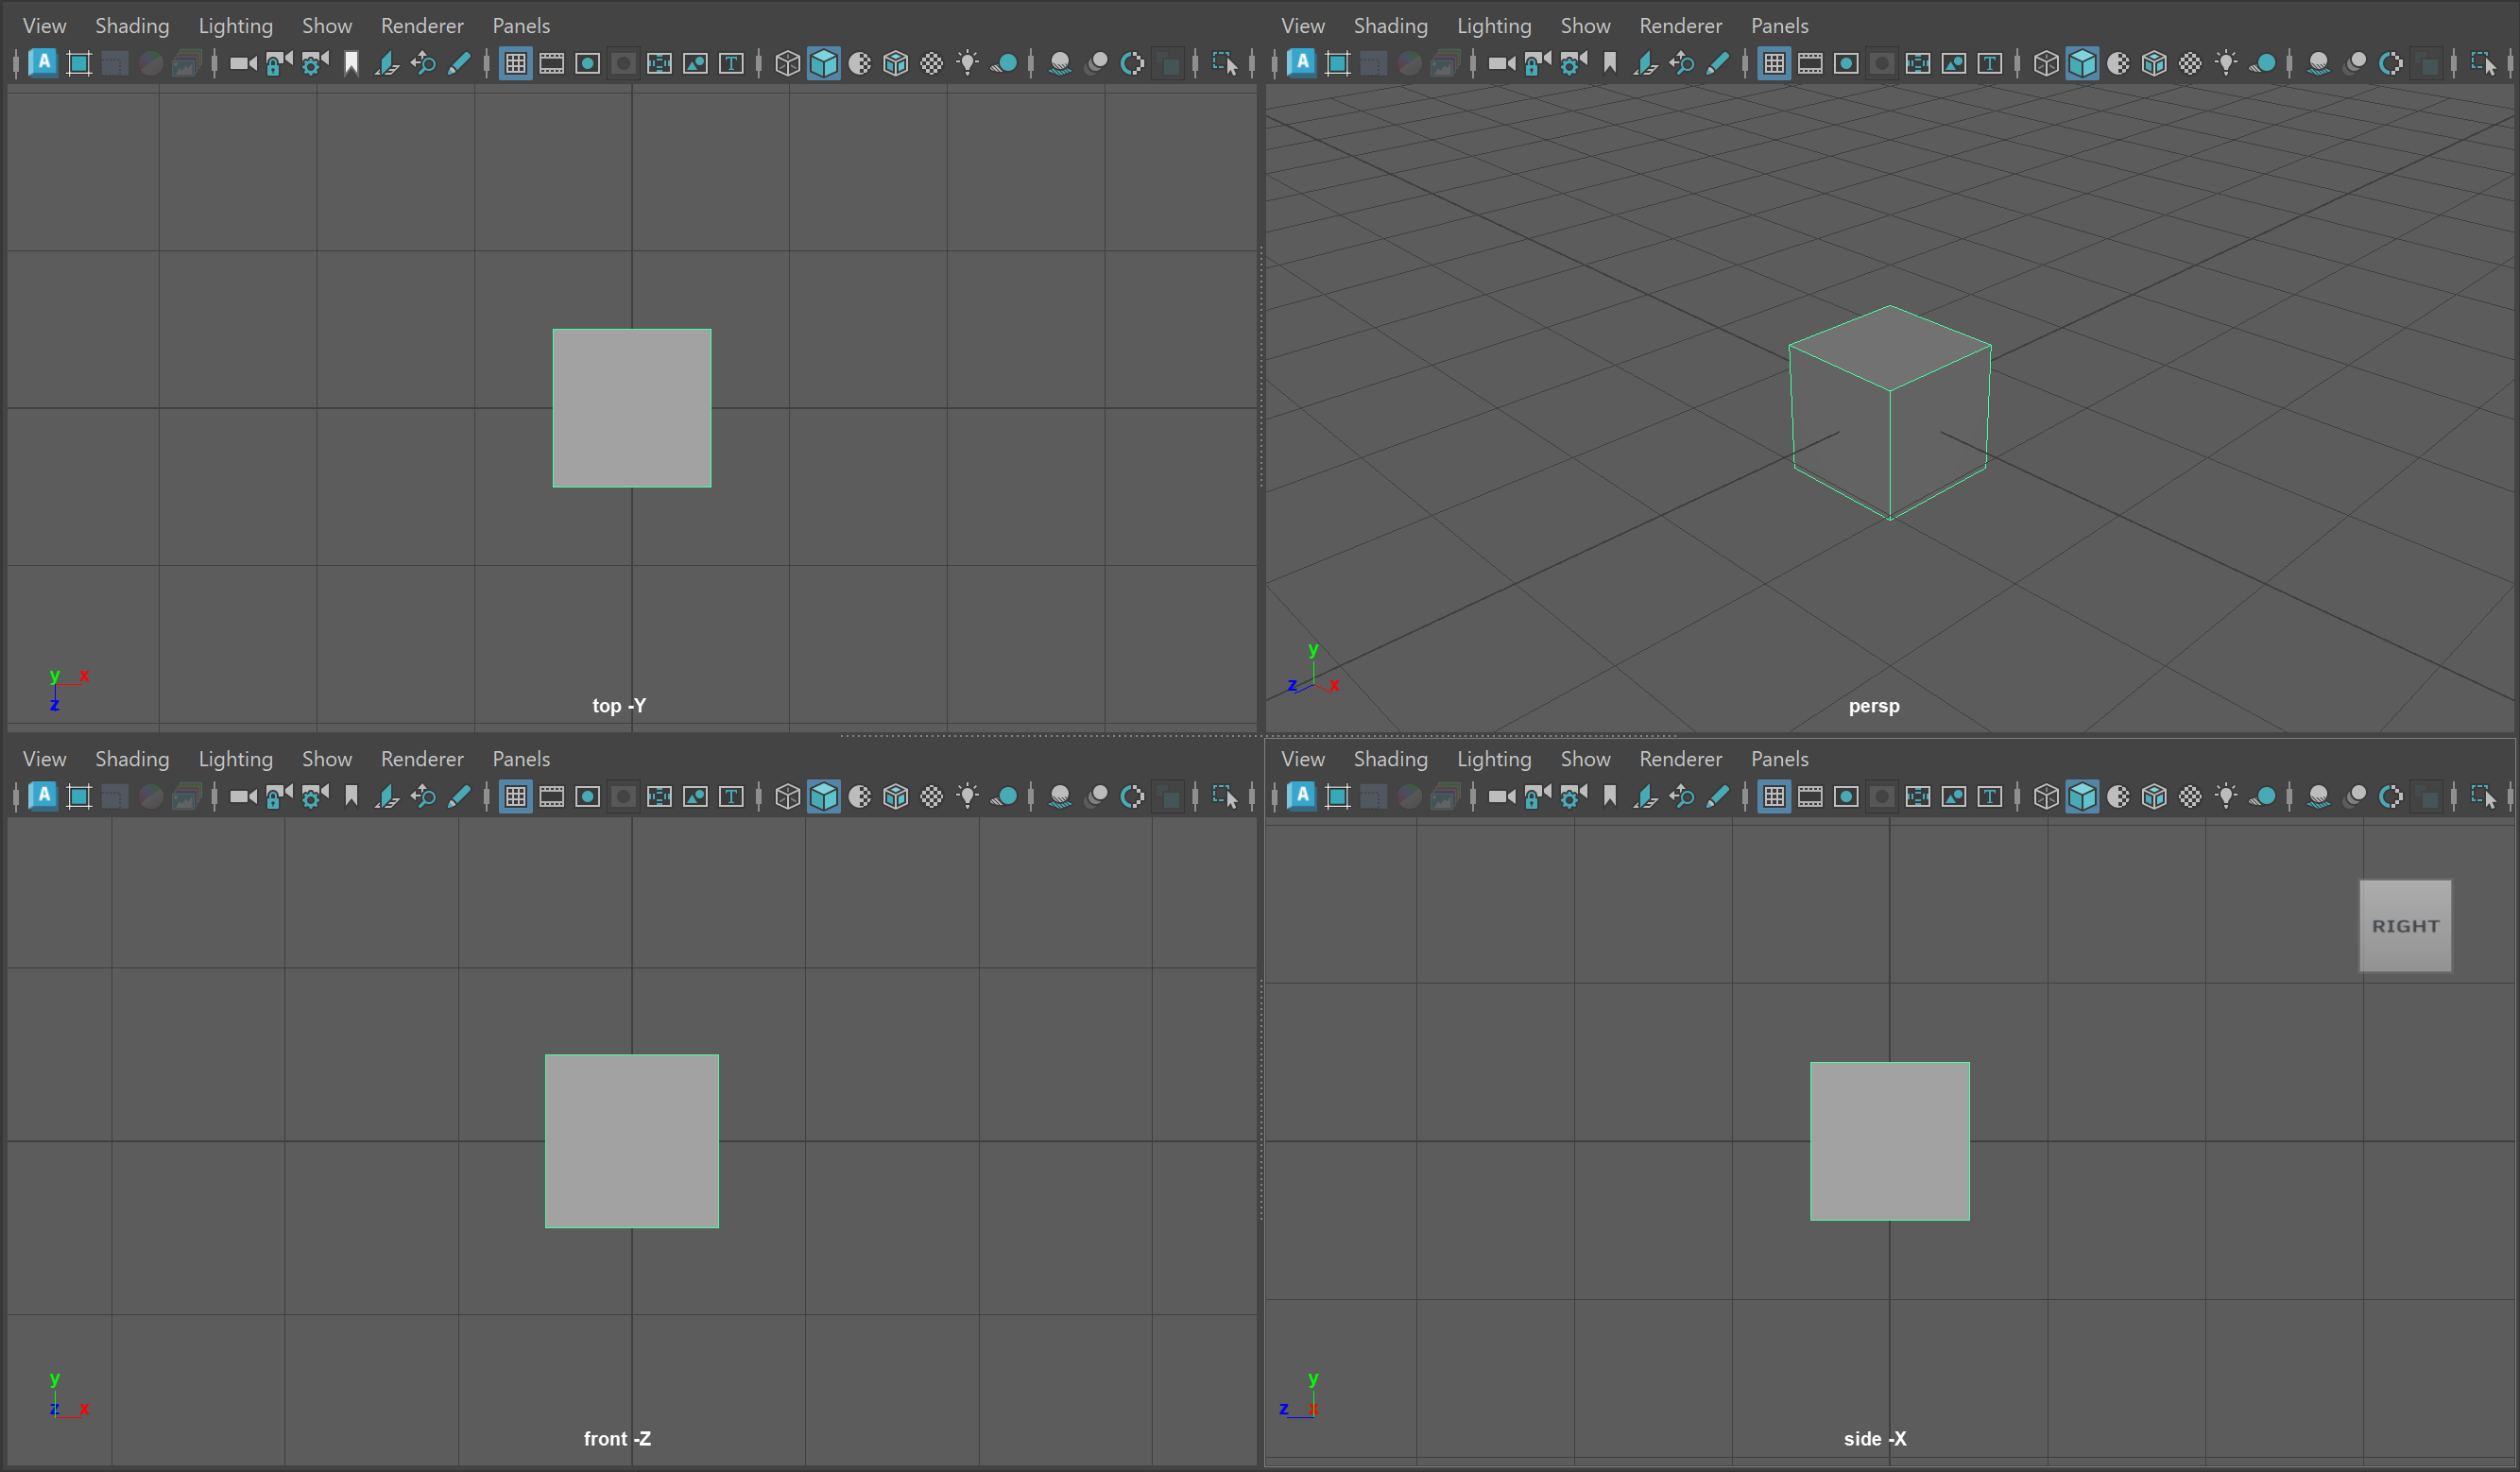 View Shading Lighting Show Renderer Panels
A T
y x
z
top -Y
View Shading Lighting Show Renderer Panels
A T
y
z x
persp
View Shading Lighting Show Renderer Panels
A T
y
z x
front -Z
View Shading Lighting Show Renderer Panels
A T
RIGHT
y
z x
side -X